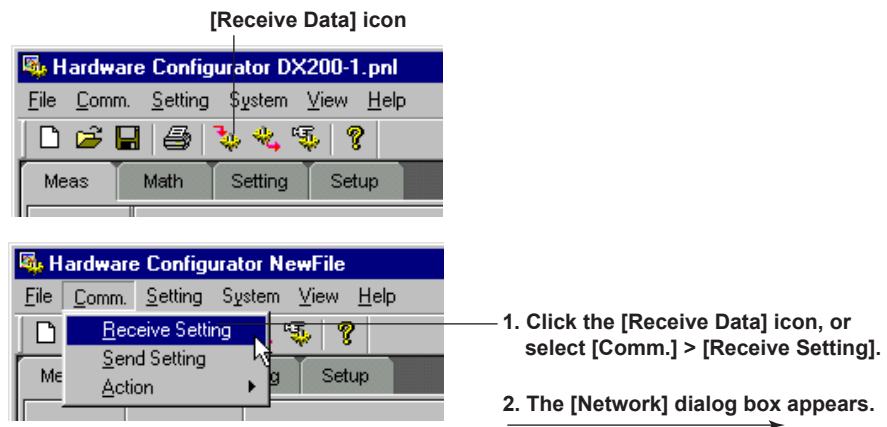 [Receive Data] icon
Hardware Configurator DX200-1.pnl
File Comm. Setting System View Help
Meas Math Setting Setup
Hardware Configurator NewFile
File Comm. Setting System View Help
Receive Setting
Send Setting
Action
Me g Setup
1. Click the [Receive Data] icon, or
select [Comm.] > [Receive Setting].
2. The [Network] dialog box appears.